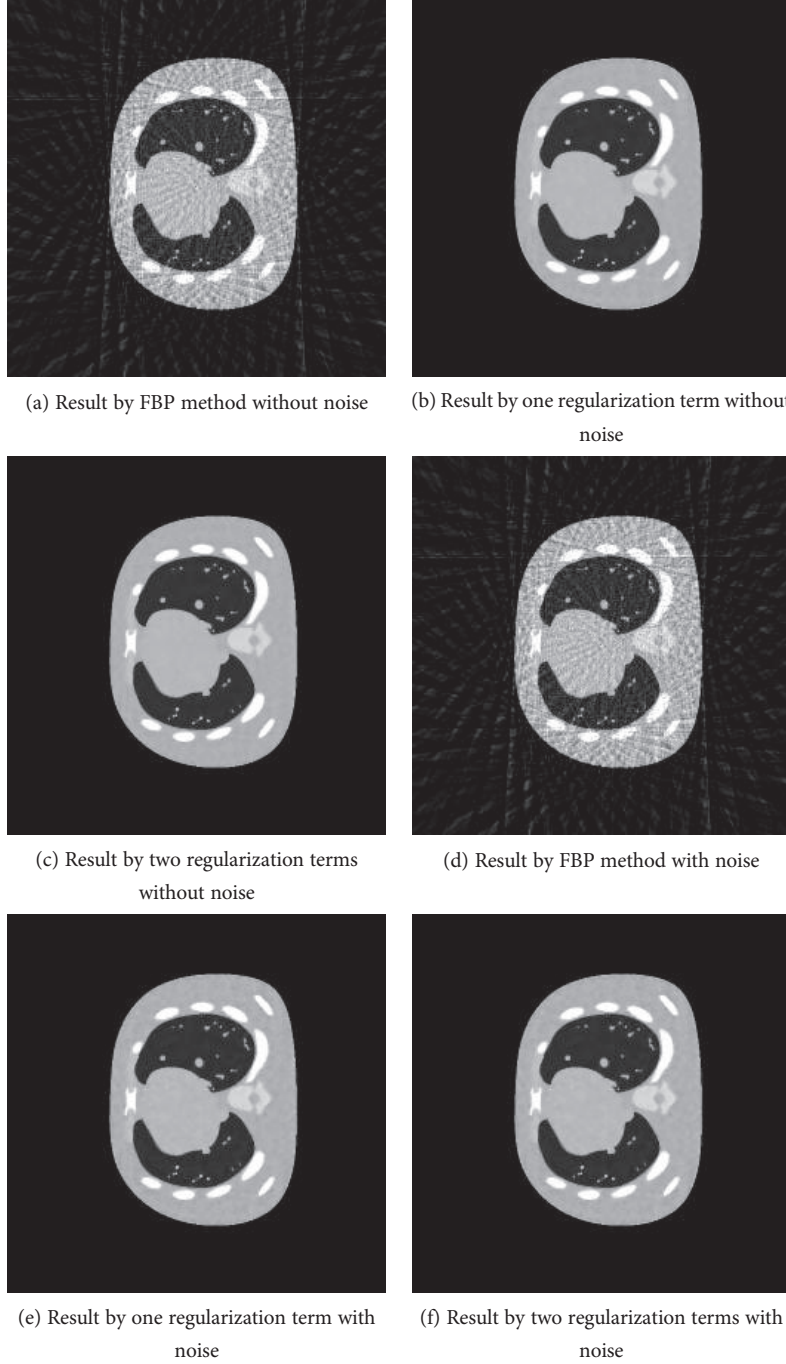 (a) Result by FBP method without noise
(b) Result by one regularization term without
noise
(c) Result by two regularization terms
without noise
(d) Result by FBP method with noise
(e) Result by one regularization term with
noise
(f) Result by two regularization terms with
noise